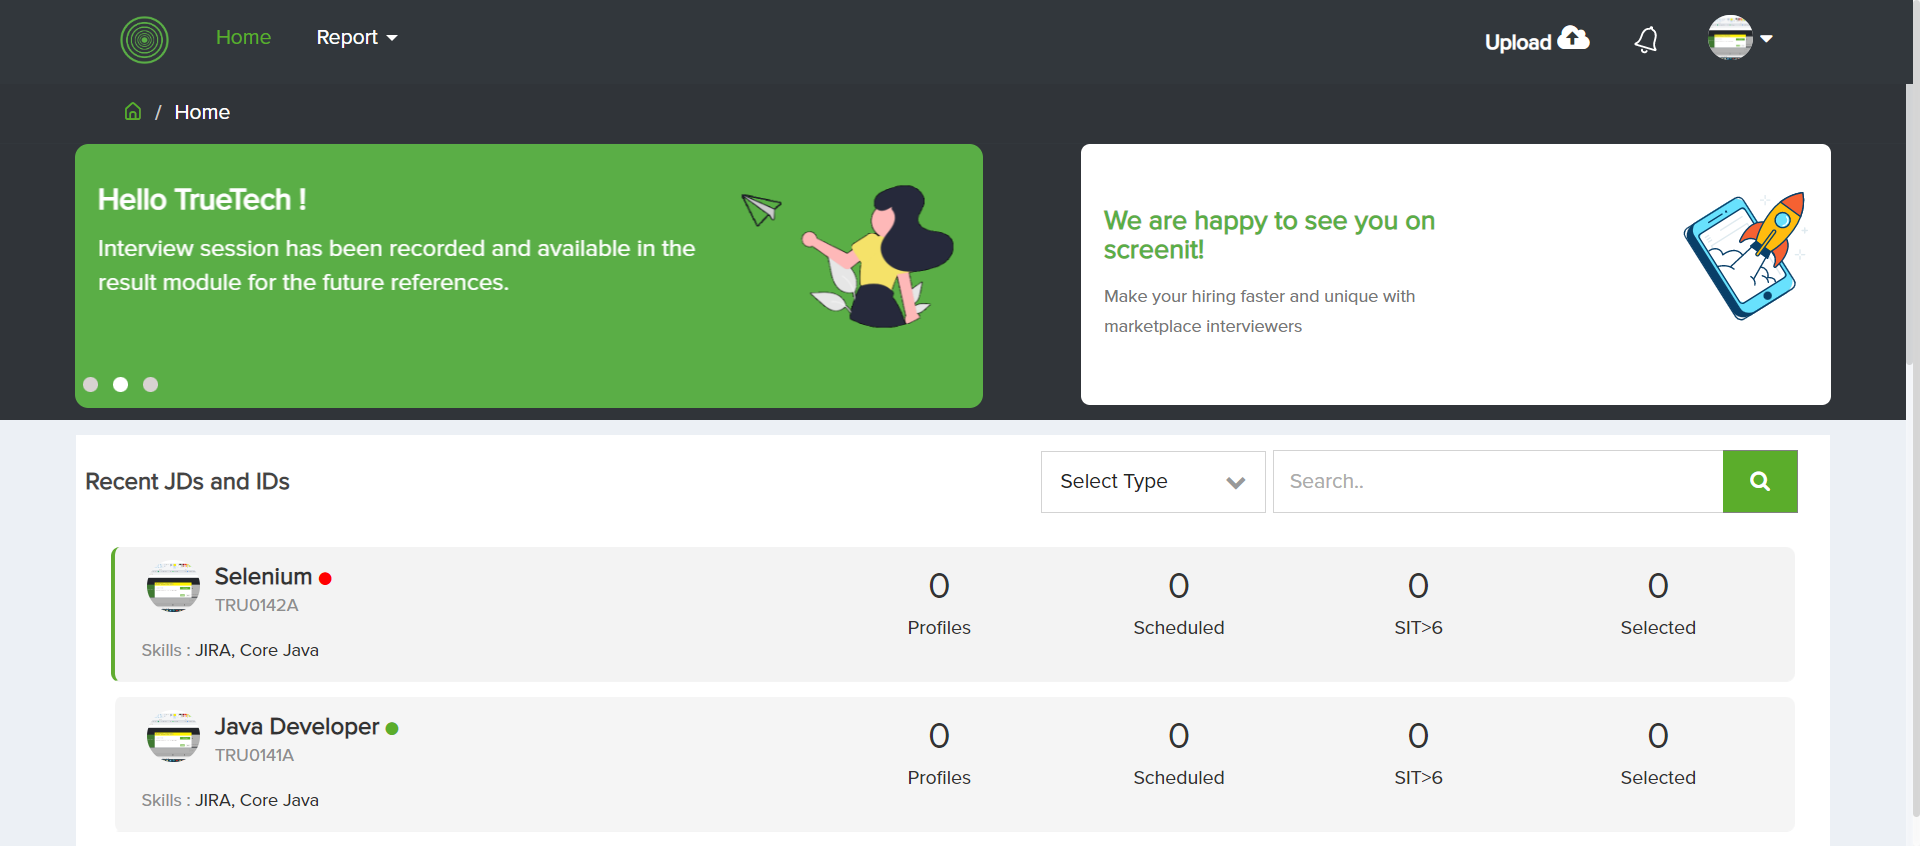 Home
Report
Upload
/ Home
Hello TrueTech !
Interview session has been recorded and available in the
result module for the future references.
We are happy to see you on
screenit!
Make your hiring faster and unique with
marketplace interviewers
Recent JDs and IDs
Select Type
Search..
Selenium
TRU0142A
Skills : JIRA, Core Java
0
Profiles
0
Scheduled
0
SIT>6
0
Selected
Java Developer
TRU0141A
Skills : JIRA, Core Java
0
Profiles
0
Scheduled
0
SIT>6
0
Selected